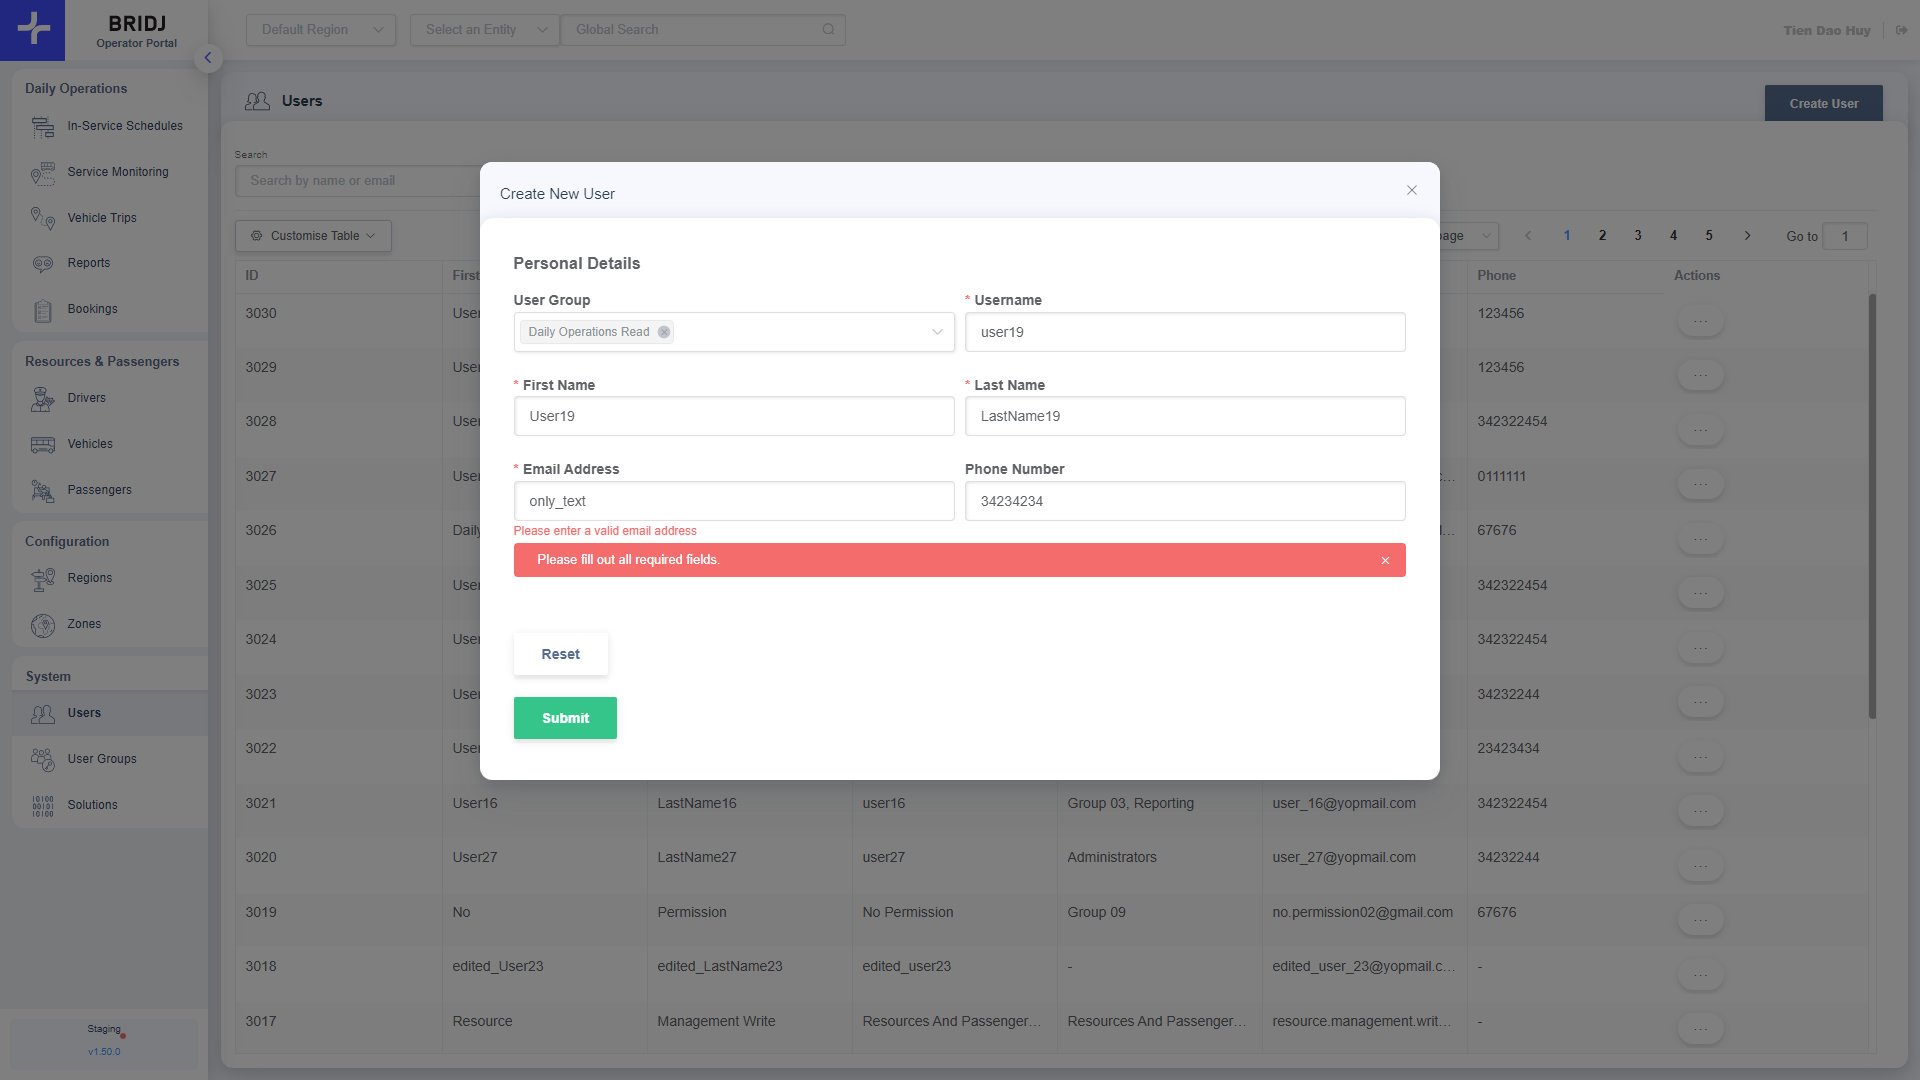 BRIDJ
Operator Portal
Default Region
Select an Entity
Global Search
Tien Dao Huy
Daily Operations
In-Service Schedules
Service Monitoring
Vehicle Trips
Reports
Bookings
Resources & Passengers
Drivers
Vehicles
Passengers
Configuration
Regions
Zones
System
Users
User Groups
Solutions
Staging
v1.50.0
Users
Create User
Search
Search by name or email
Customise Table
age
1 2 3 4 5
Go to 1
ID First Phone Actions
3030 User 123456 ...
3029 User 123456 ...
3028 User 342322454 ...
3027 User c... 0111111 ...
3026 Daily 67676 ...
3025 User 342322454 ...
3024 User 342322454 ...
3023 User 34232244 ...
3022 User 23423434 ...
3021 User16 LastName16 user16 Group 03, Reporting user_16@yopmail.com 342322454 ...
3020 User27 LastName27 user27 Administrators user_27@yopmail.com 34232244 ...
3019 No Permission No Permission Group 09 no.permission02@gmail.com 67676 ...
3018 edited_User23 edited_LastName23 edited_user23 - edited_user_23@yopmail.c... - ...
3017 Resource Management Write Resources And Passenger... Resources And Passenger... resource.management.writ... - ...
Create New User
Personal Details
User Group
Daily Operations Read
* Username
user19
* First Name
User19
* Last Name
LastName19
* Email Address
only_text
Please enter a valid email address
Phone Number
34234234
Please fill out all required fields.
Reset
Submit